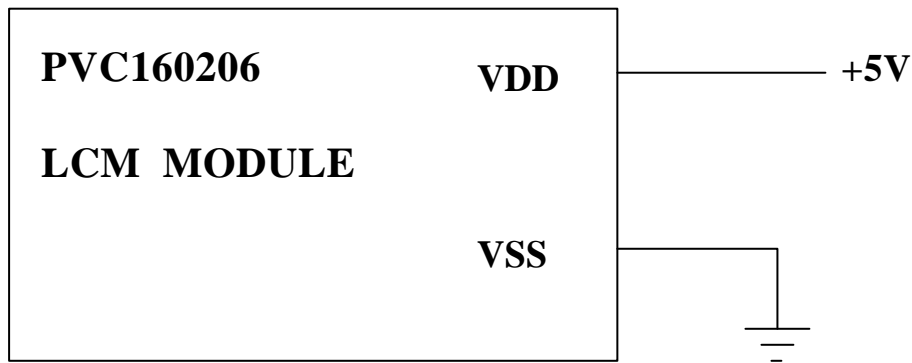 PVC160206
VDD
+5V
LCM MODULE
VSS